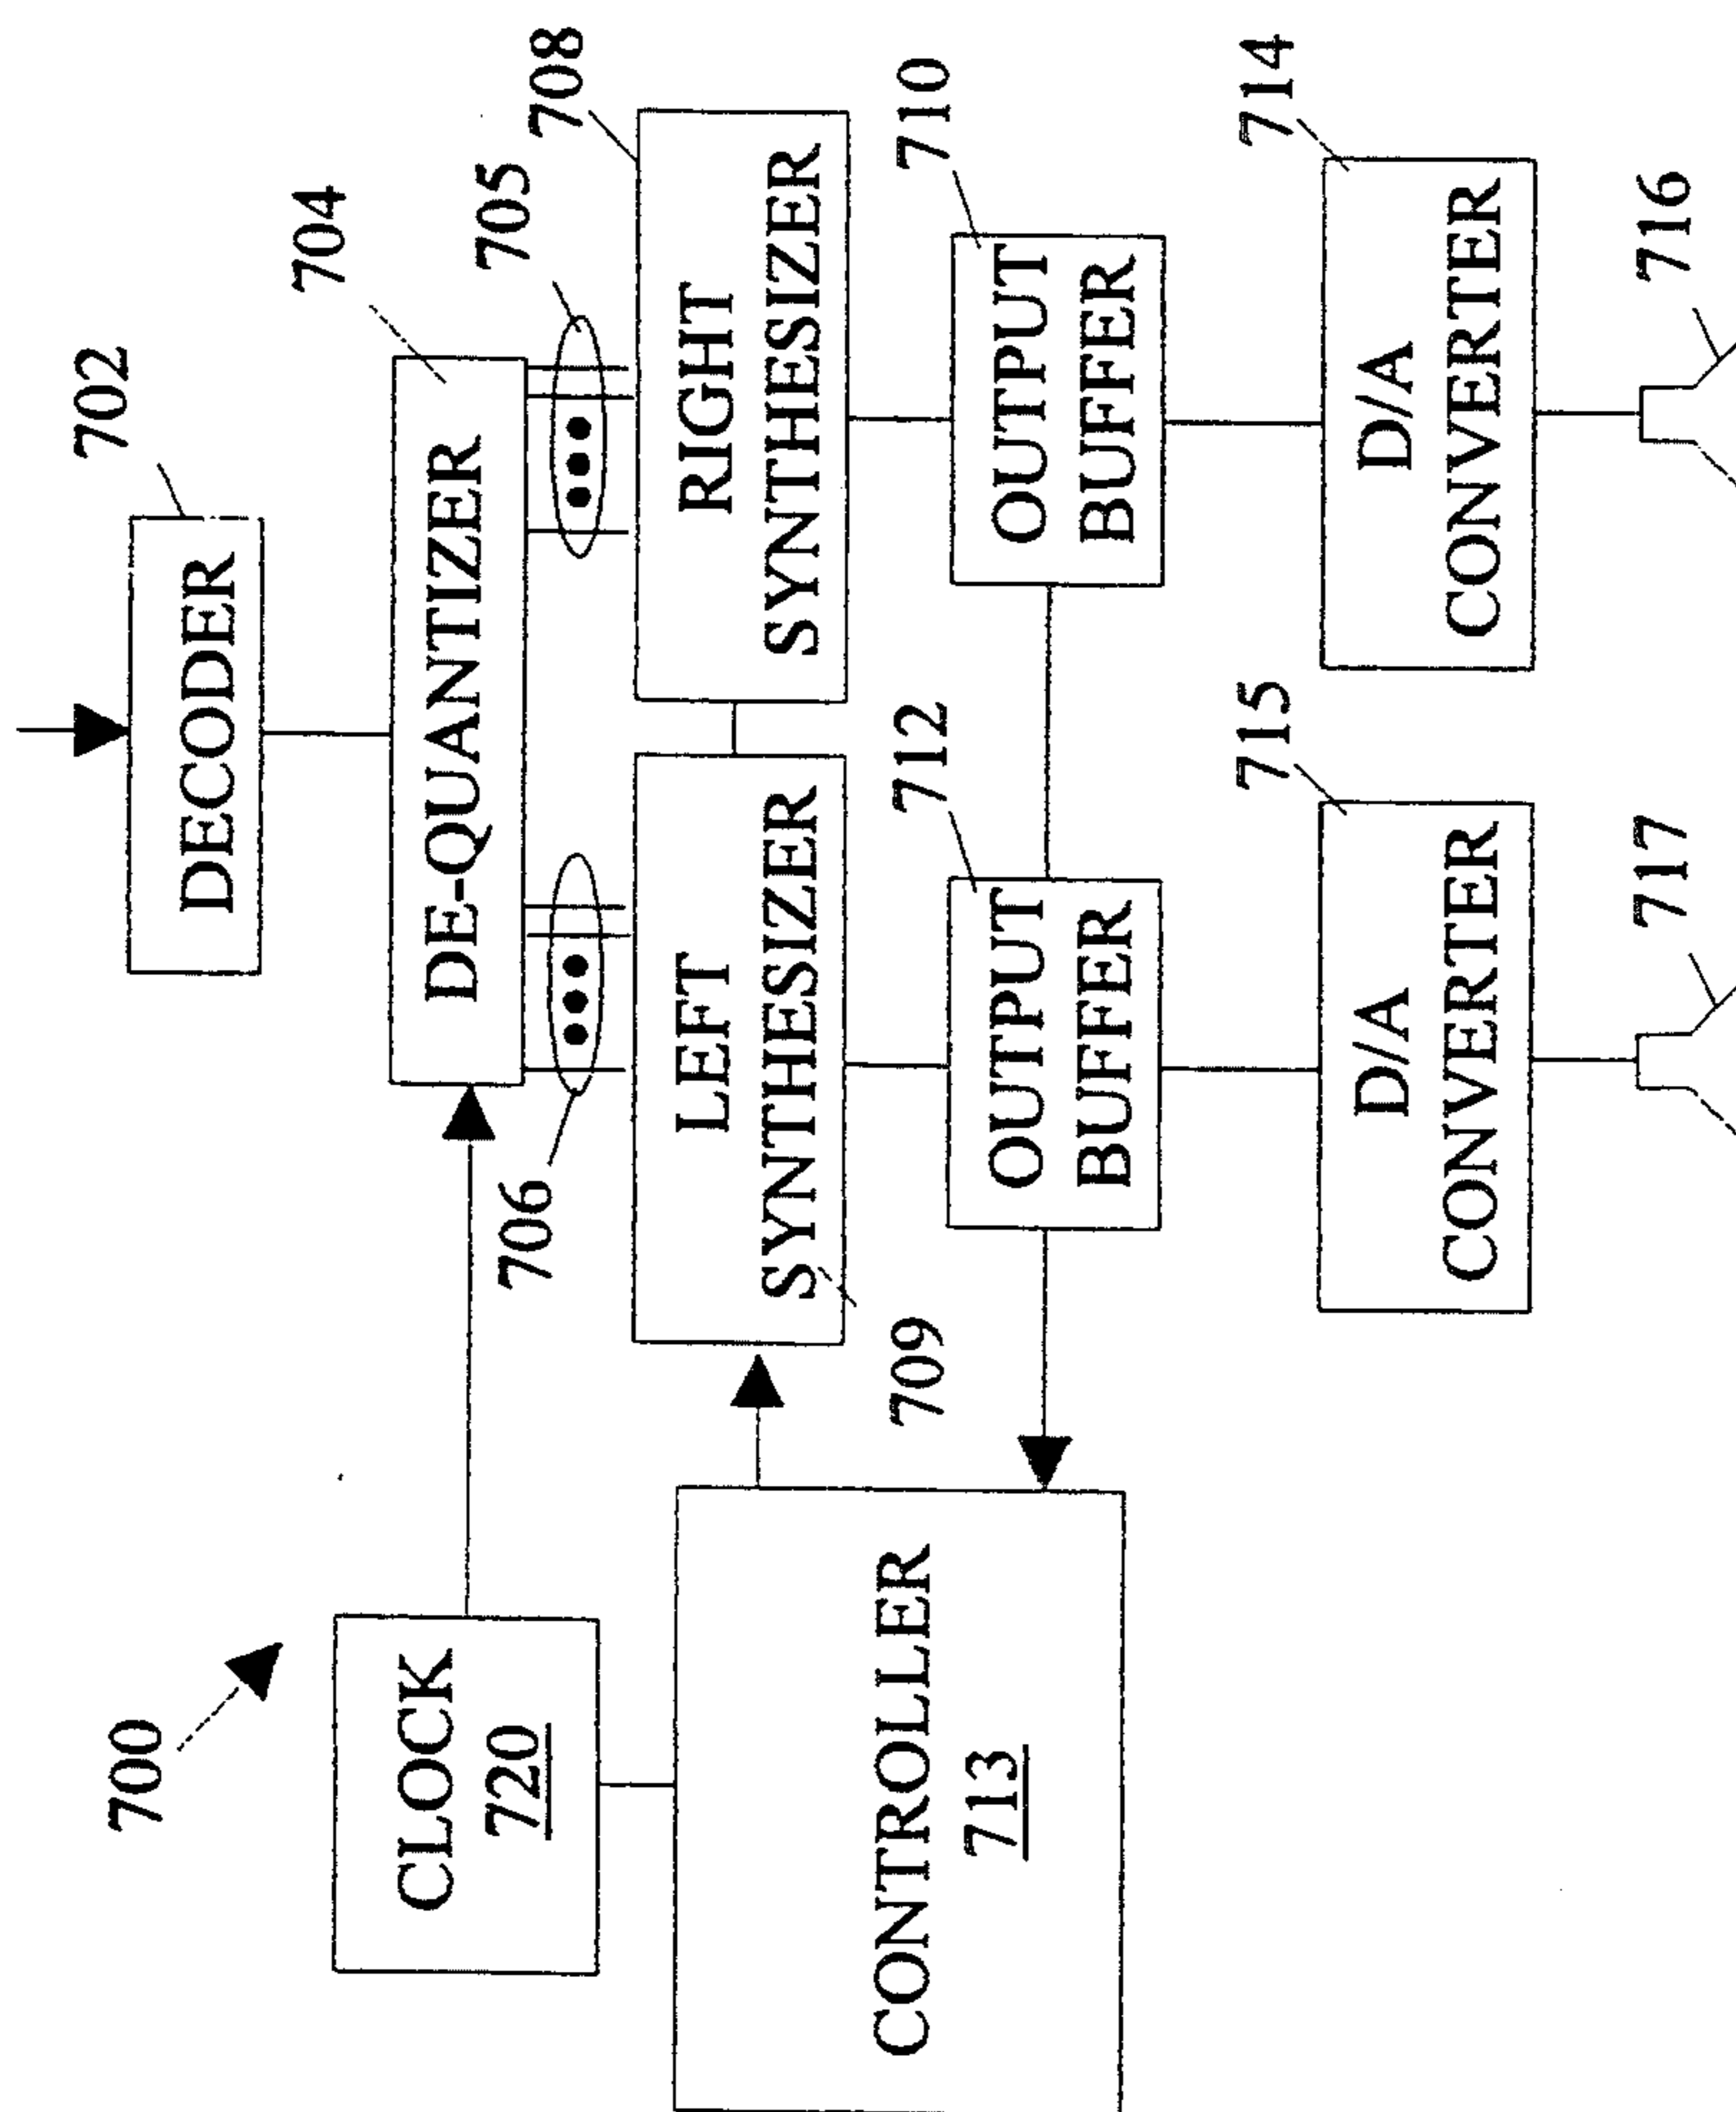 700
702
DECODER
704
DE-QUANTIZER
CLOCK
720
706
705
708
LEFT
SYNTHESIZER
RIGHT
SYNTHESIZER
709
CONTROLLER
713
712
OUTPUT
BUFFER
710
OUTPUT
BUFFER
715
D/A
CONVERTER
714
D/A
CONVERTER
717
716